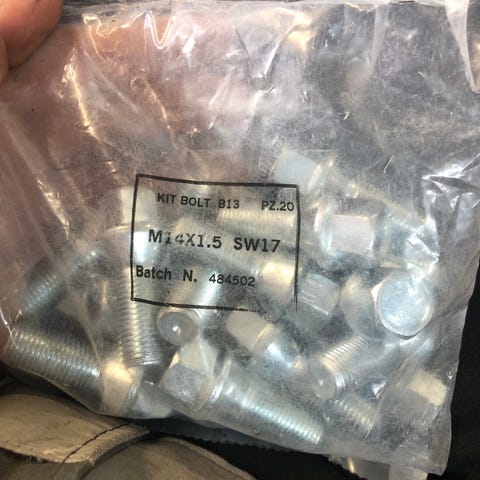 KIT BOLT B13 PZ.20
M14X1.5 SW17
Batch N. 484502